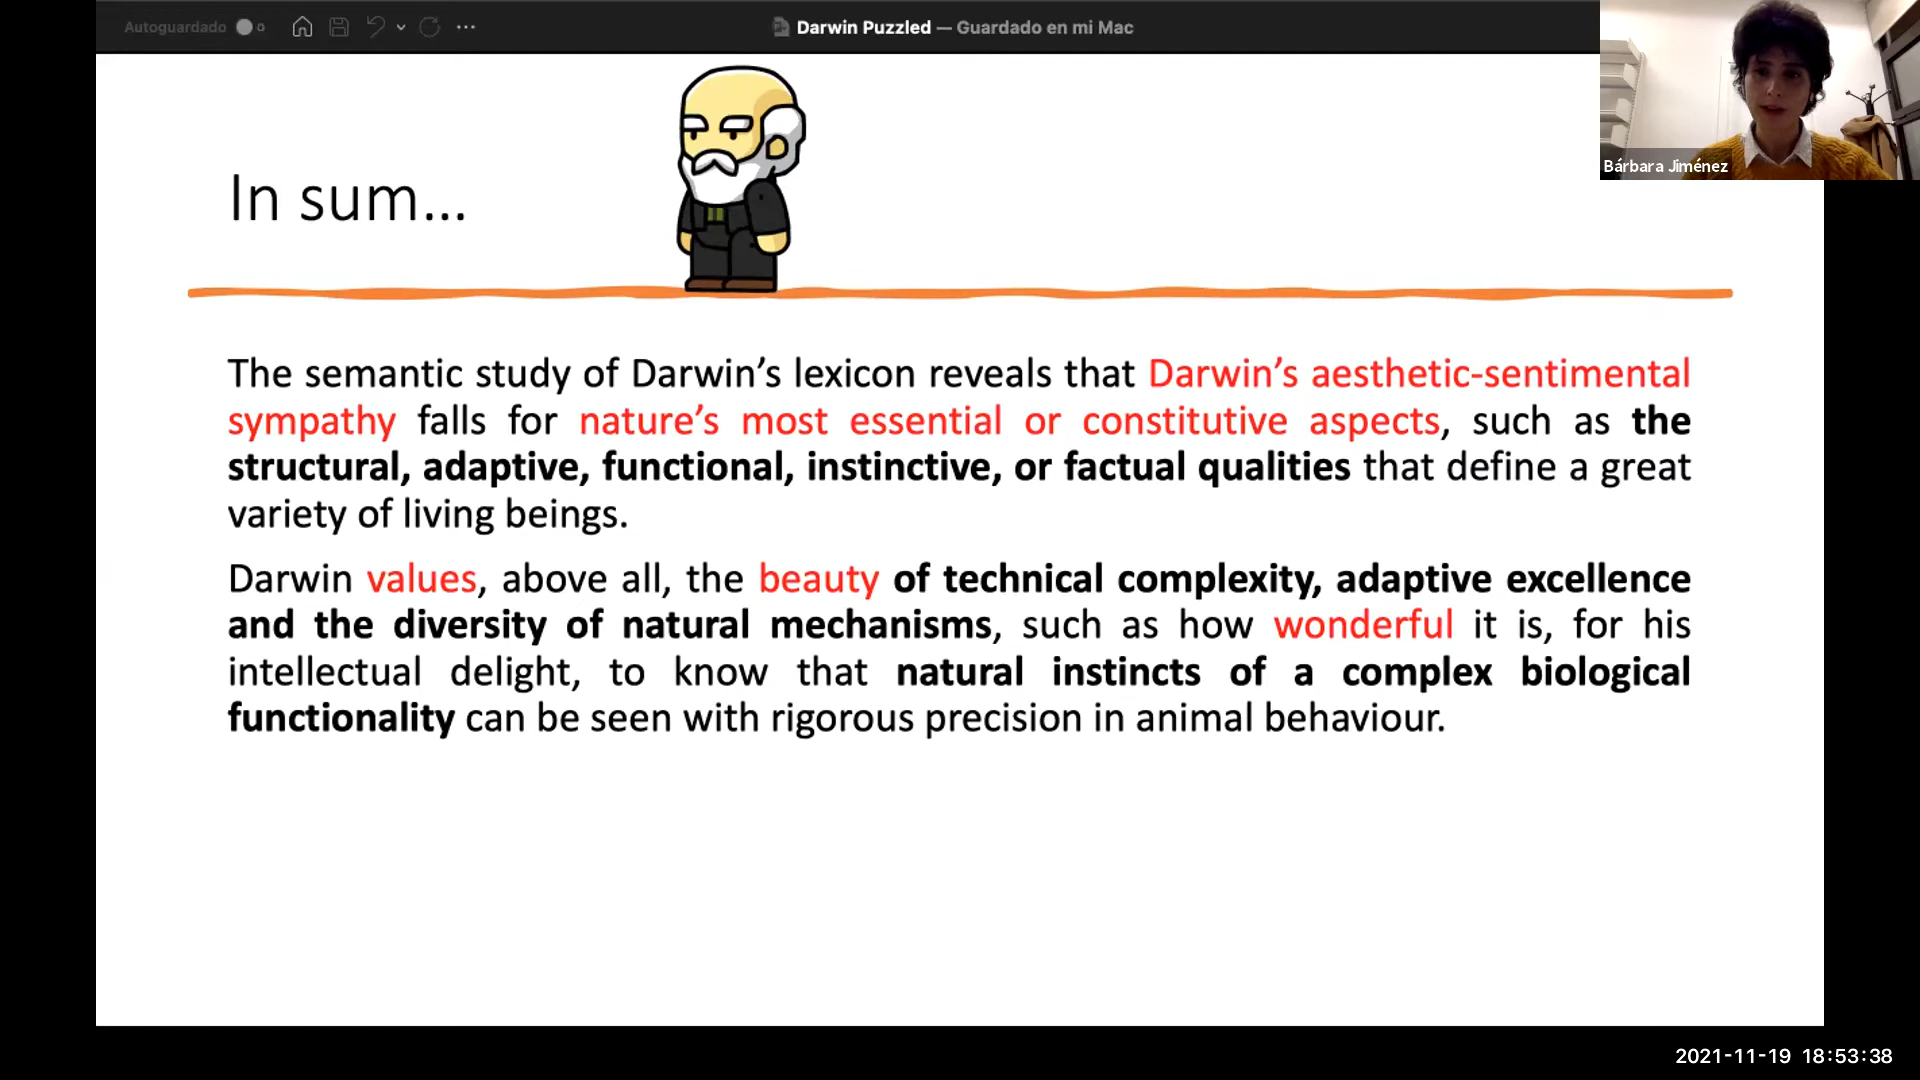 Autoguardado
Darwin Puzzled — Guardado en mi Mac
Bárbara Jiménez
In sum...
The semantic study of Darwin’s lexicon reveals that Darwin’s aesthetic-sentimental
sympathy falls for nature’s most essential or constitutive aspects, such as the
structural, adaptive, functional, instinctive, or factual qualities that define a great
variety of living beings.
Darwin values, above all, the beauty of technical complexity, adaptive excellence
and the diversity of natural mechanisms, such as how wonderful it is, for his
intellectual delight, to know that natural instincts of a complex biological
functionality can be seen with rigorous precision in animal behaviour.
2021-11-19 18:53:38